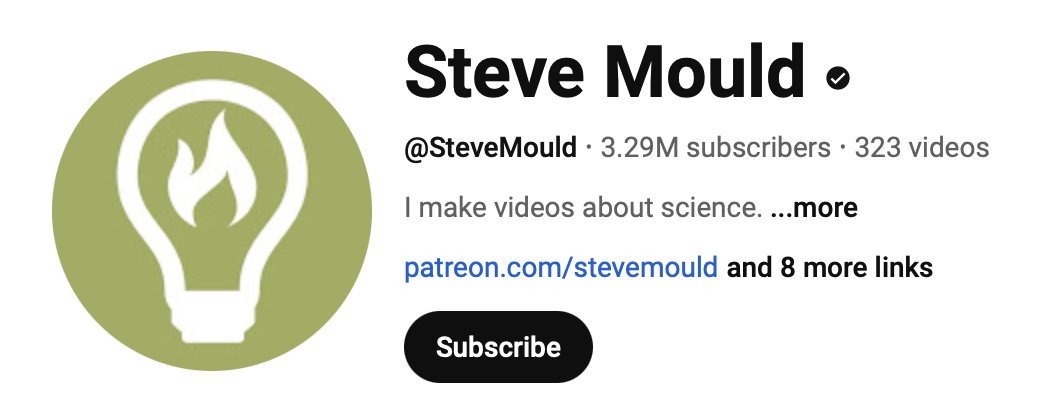 Steve Mould
@SteveMould · 3.29M subscribers · 323 videos
I make videos about science. ...more
patreon.com/stevemould and 8 more links
Subscribe